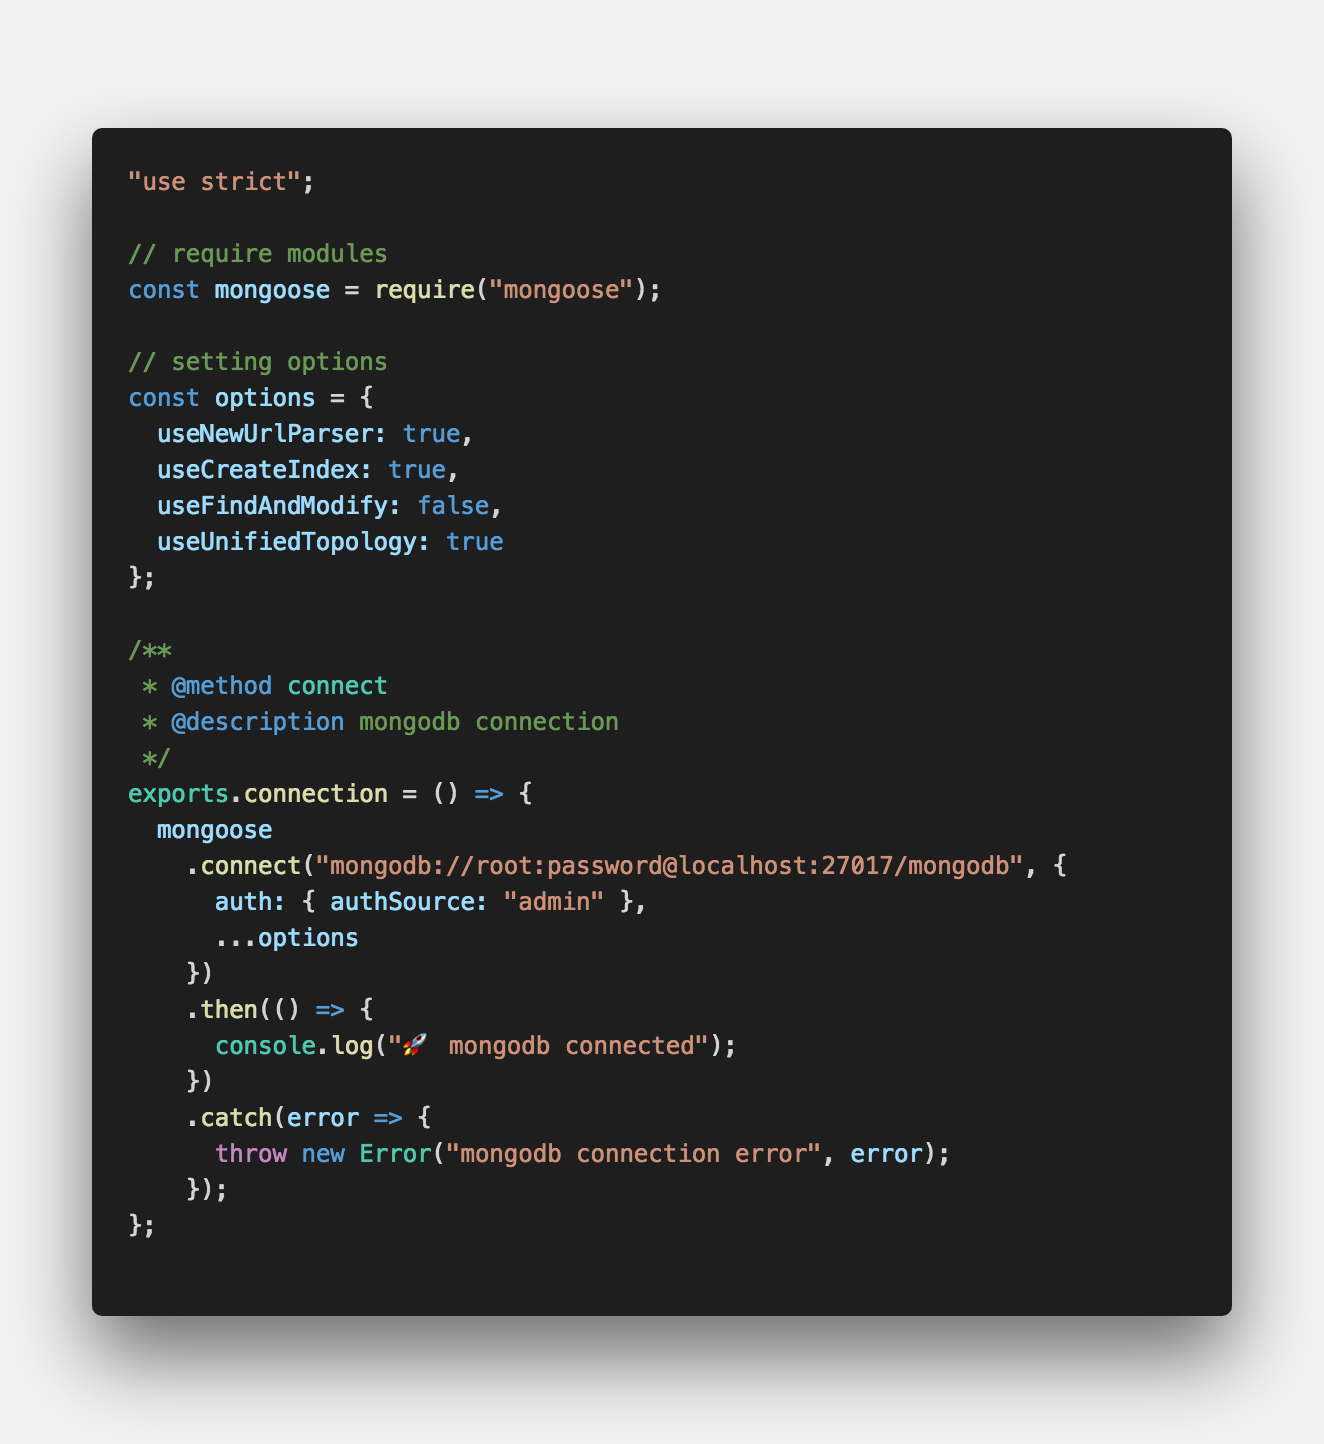 "use strict";

// require modules
const mongoose = require("mongoose");

// setting options
const options = {
  useNewUrlParser: true,
  useCreateIndex: true,
  useFindAndModify: false,
  useUnifiedTopology: true
};

/**
 * @method connect
 * @description mongodb connection
 */
exports.connection = () => {
  mongoose
    .connect("mongodb://root:password@localhost:27017/mongodb", {
      auth: { authSource: "admin" },
      ...options
    })
    .then(() => {
      console.log("🚀 mongodb connected");
    })
    .catch(error => {
      throw new Error("mongodb connection error", error);
    });
};